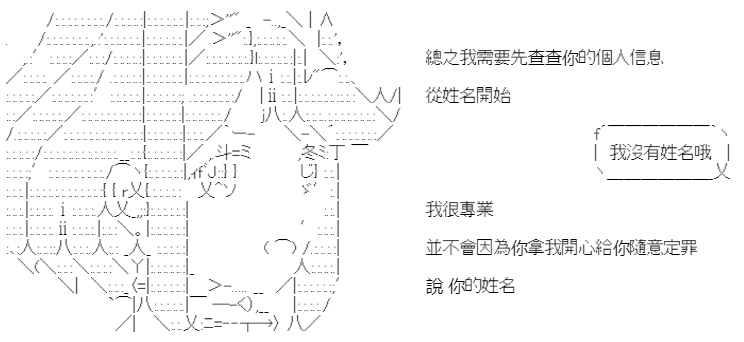 總之我需要先查查你的個人信息
從姓名開始
我沒有姓名哦
我很專業
並不會因為你拿我開心給你隨意定罪
說 你的姓名